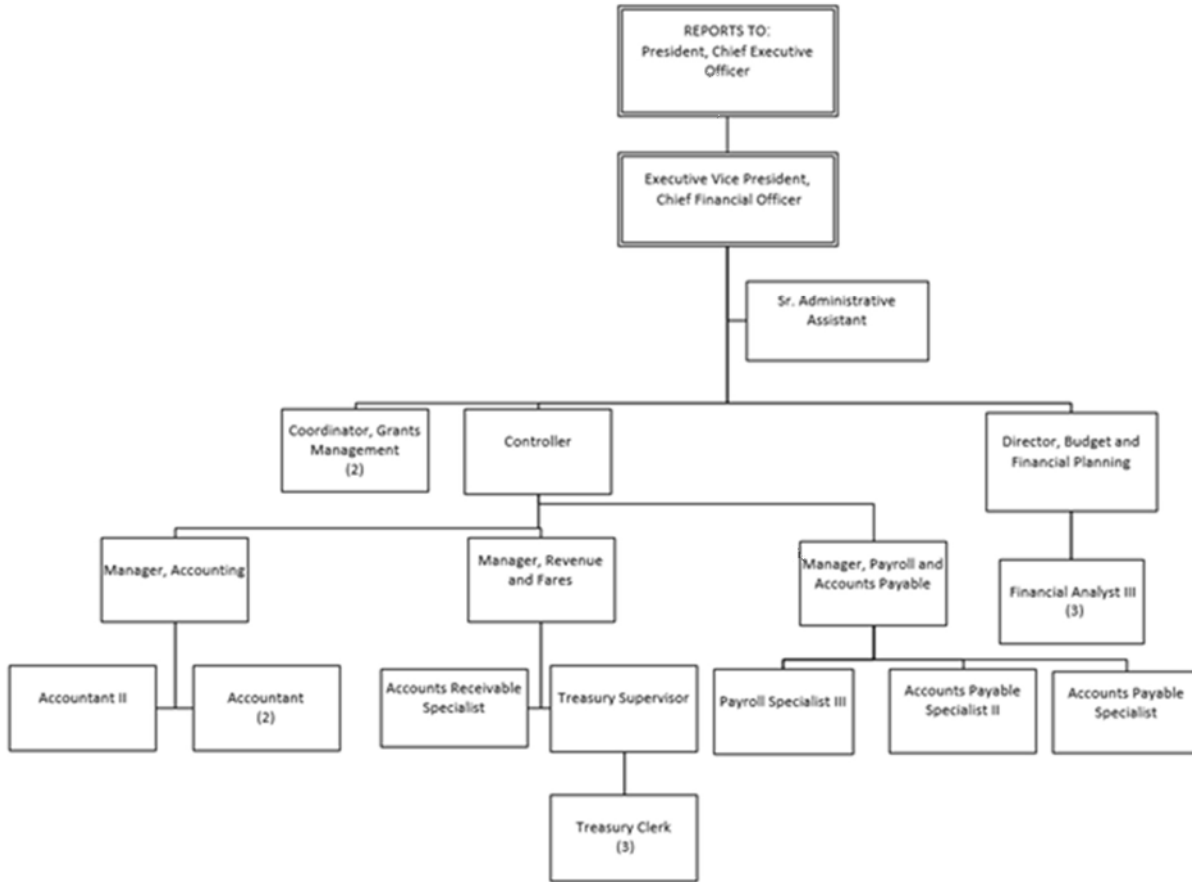 REPORTS TO:
President, Chief Executive
Officer
Executive Vice President,
Chief Financial Officer
Sr. Administrative
Assistant
Coordinator, Grants
Management
(2)
Controller
Director, Budget and
Financial Planning
Manager, Accounting
Manager, Revenue
and Fares
Manager, Payroll and
Accounts Payable
Financial Analyst III
(3)
Accountant II
Accountant
(2)
Accounts Receivable
Specialist
Treasury Supervisor
Payroll Specialist III
Accounts Payable
Specialist II
Accounts Payable
Specialist
Treasury Clerk
(3)